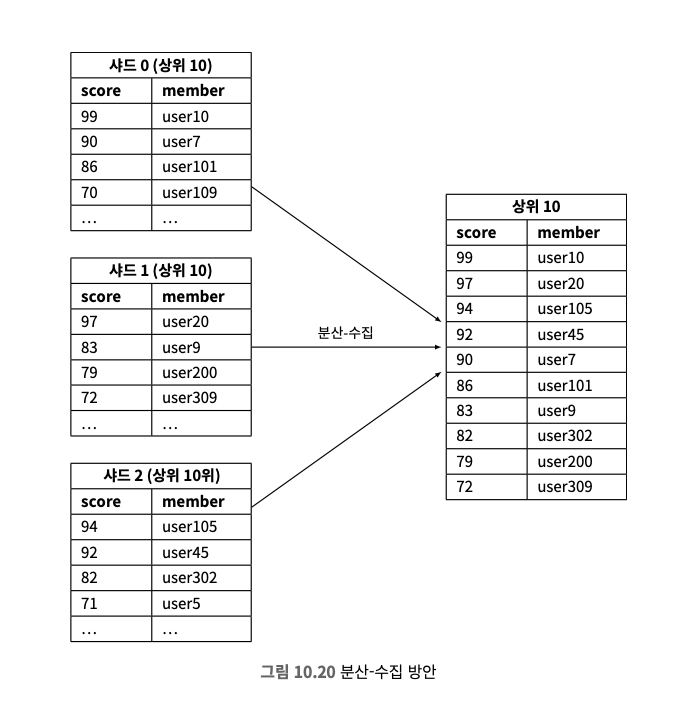 샤드 0 (상위 10)
score member
99 user10
90 user7
86 user101
70 user109
... ...
샤드 1 (상위 10)
score member
97 user20
83 user9
79 user200
72 user309
... ...
샤드 2 (상위 10위)
score member
94 user105
92 user45
82 user302
71 user5
... ...
분산-수집
상위 10
score member
99 user10
97 user20
94 user105
92 user45
90 user7
86 user101
83 user9
82 user302
79 user200
72 user309
그림 10.20 분산-수집 방안